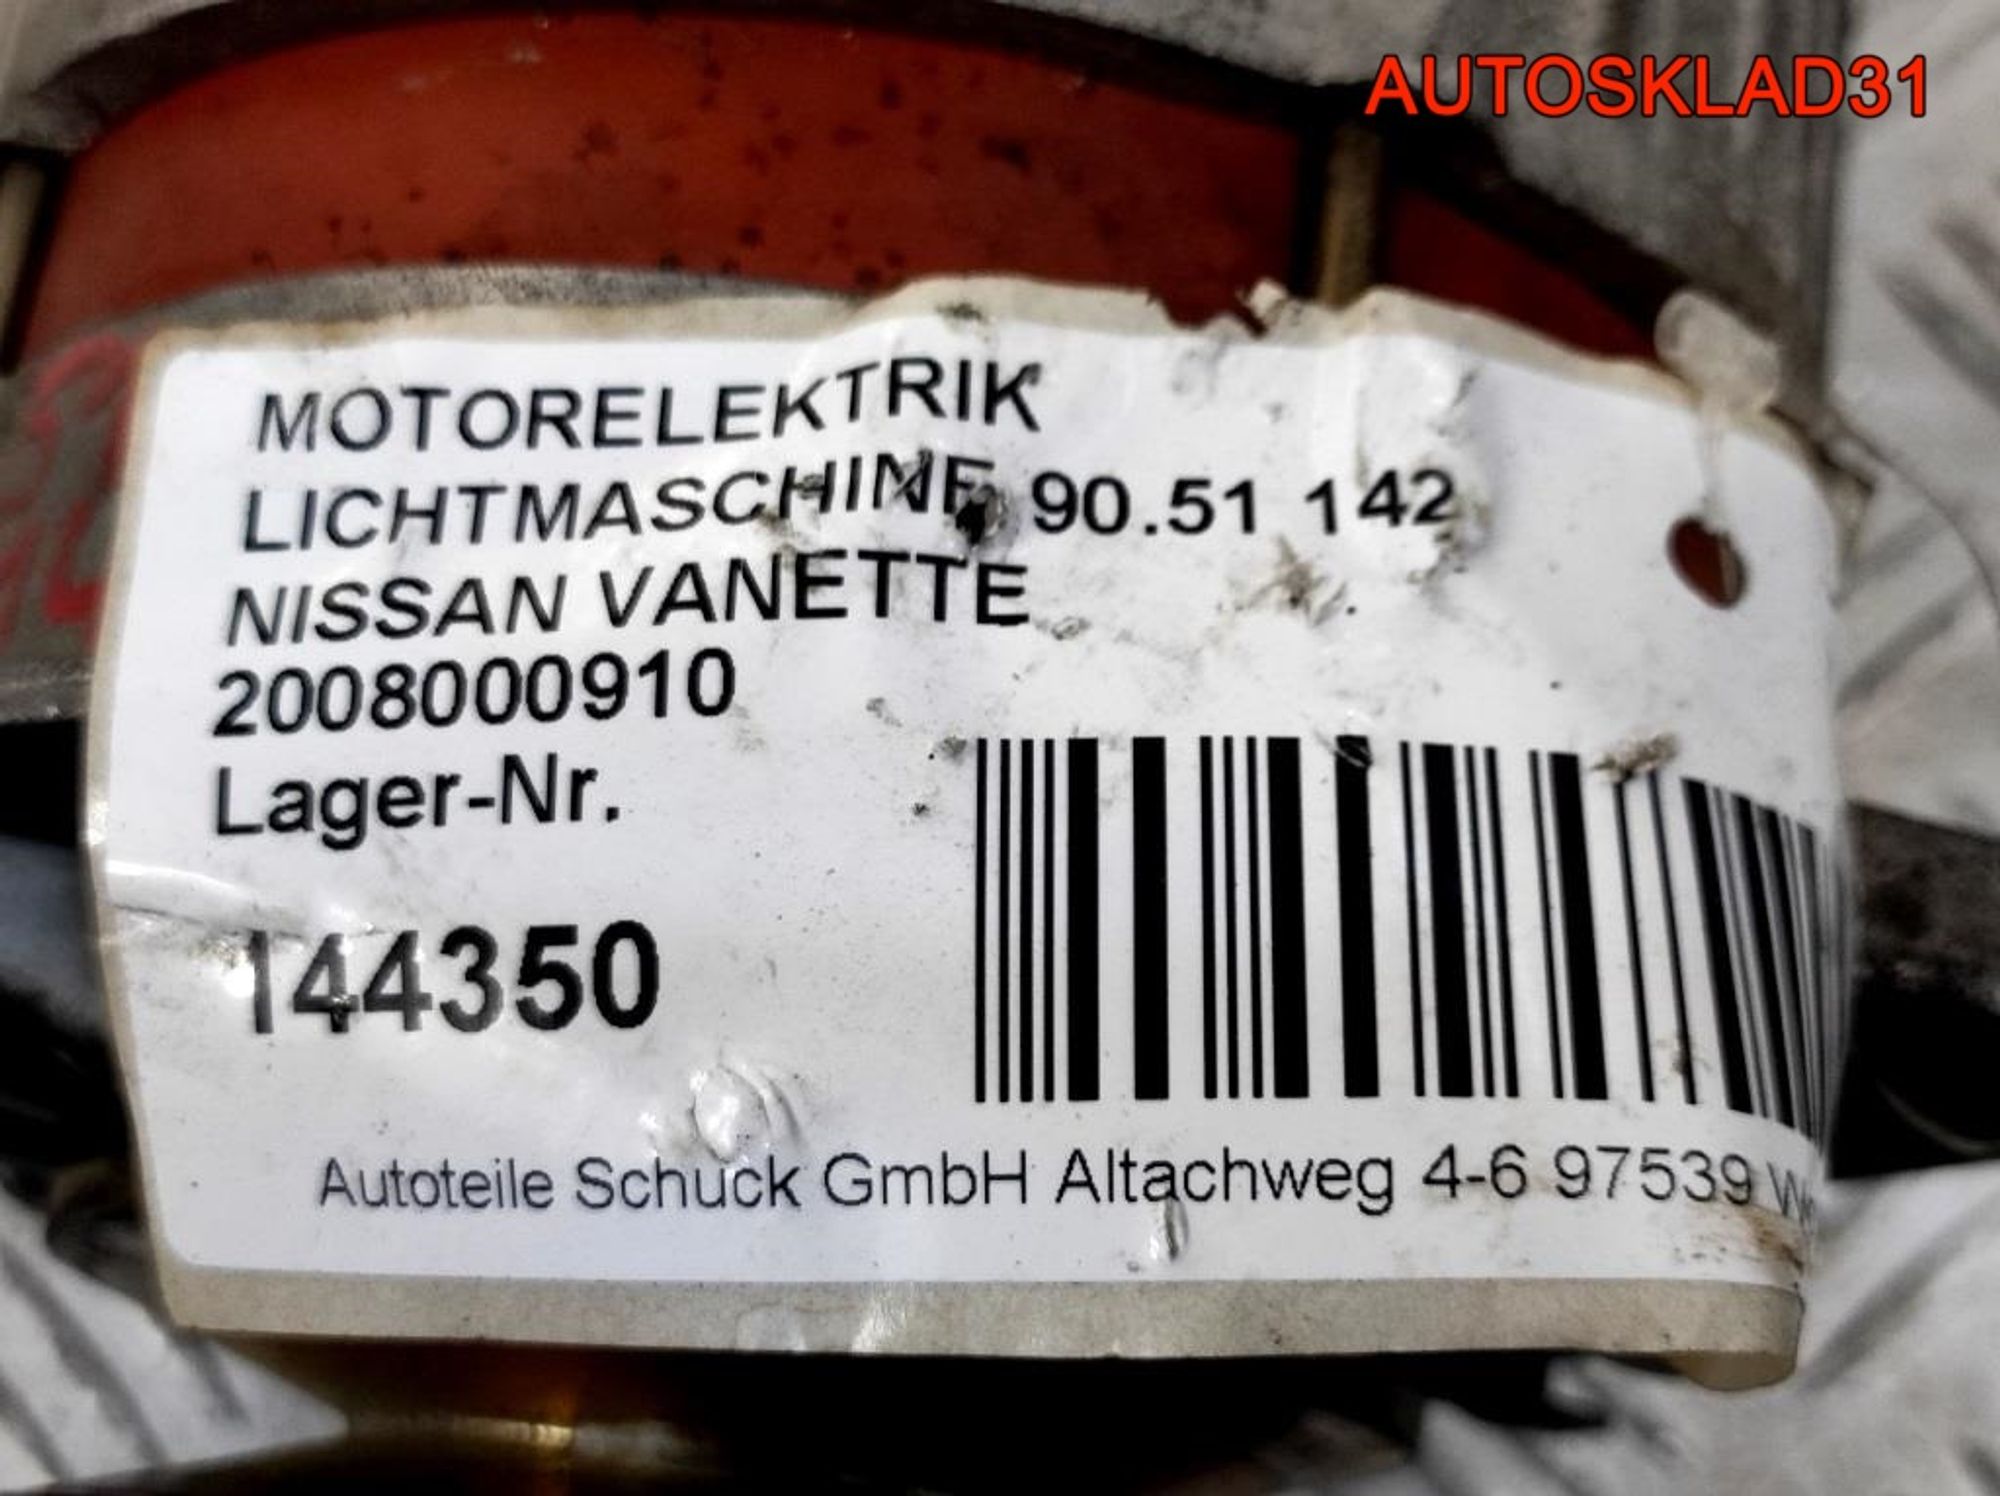 AUTOSKLAD31
MOTORELEKTRIK
LICHTMASCHINE 90.51 142
NISSAN VANETTE
2008000910
Lager-Nr.
144350
Autoteile Schuck GmbH Altachweg 4-6 97539